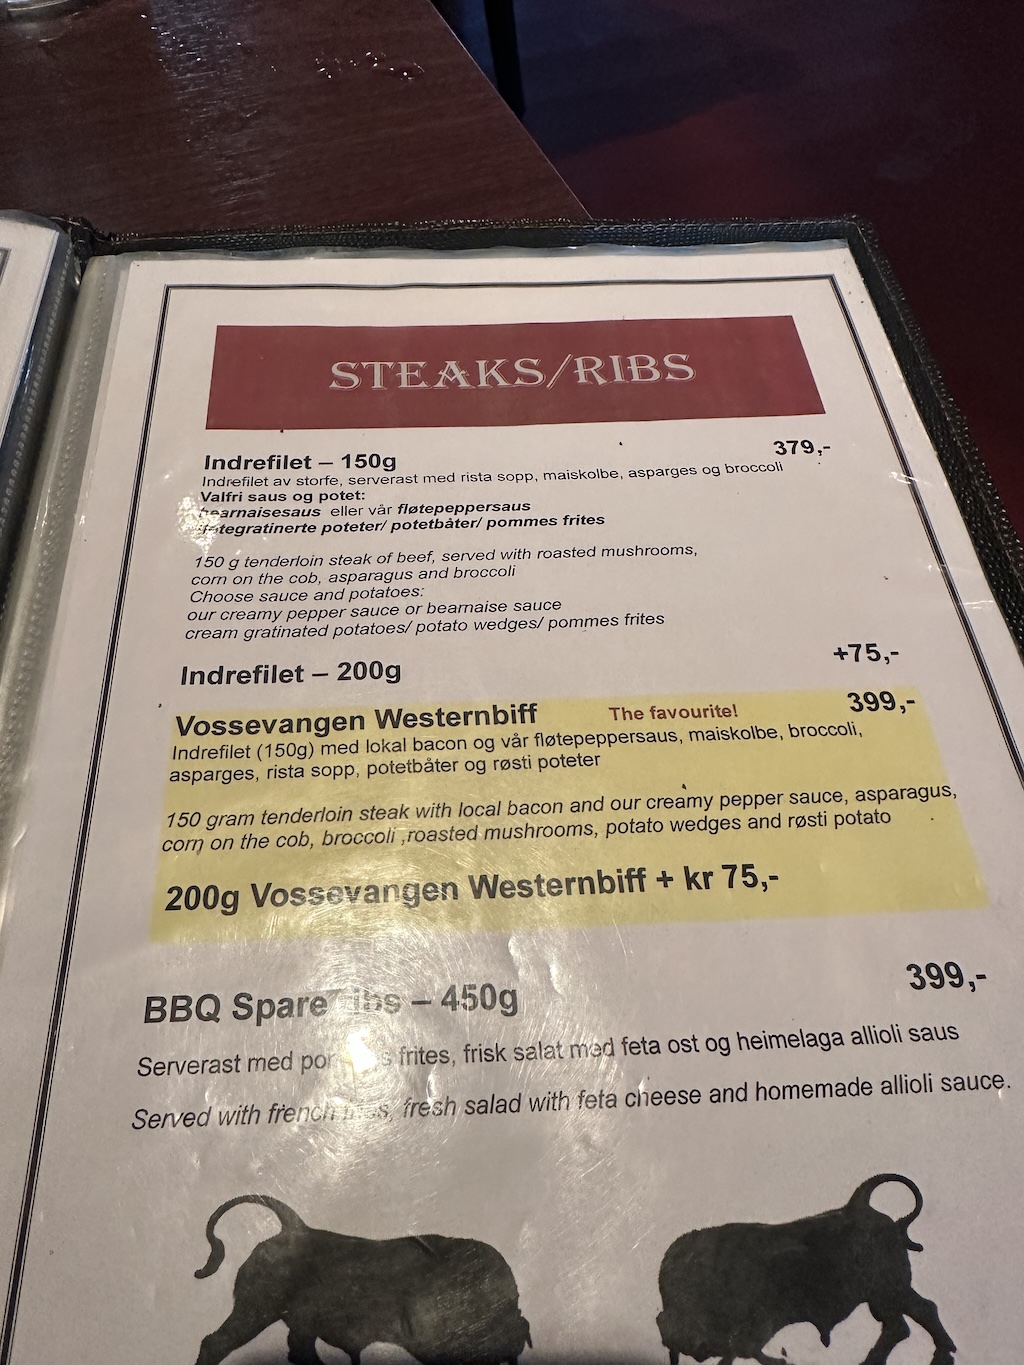 STEAKS/RIBS
Indrefilet – 150g 379,-
Indrefilet av storfe, serverast med rista sopp, maiskolbe, asparges og broccoli
Valfri saus og potet:
bearnaisesaus eller vår fløtepeppersaus
fløtegratinerte poteter/ potetbåter/ pommes frites
150 g tenderloin steak of beef, served with roasted mushrooms,
corn on the cob, asparagus and broccoli
Choose sauce and potatoes:
our creamy pepper sauce or bearnaise sauce
cream gratinated potatoes/ potato wedges/ pommes frites
Indrefilet – 200g +75,-
Vossevangen Westernbiff The favourite! 399,-
Indrefilet (150g) med lokal bacon og vår fløtepeppersaus, maiskolbe, broccoli,
asparges, rista sopp, potetbåter og røsti poteter
150 gram tenderloin steak with local bacon and our creamy pepper sauce, asparagus,
corn on the cob, broccoli ,roasted mushrooms, potato wedges and røsti potato
200g Vossevangen Westernbiff + kr 75,-
BBQ Spare ribs – 450g 399,-
Serverast med pommes frites, frisk salat med feta ost og heimelaga allioli saus
Served with french fries, fresh salad with feta cheese and homemade allioli sauce.